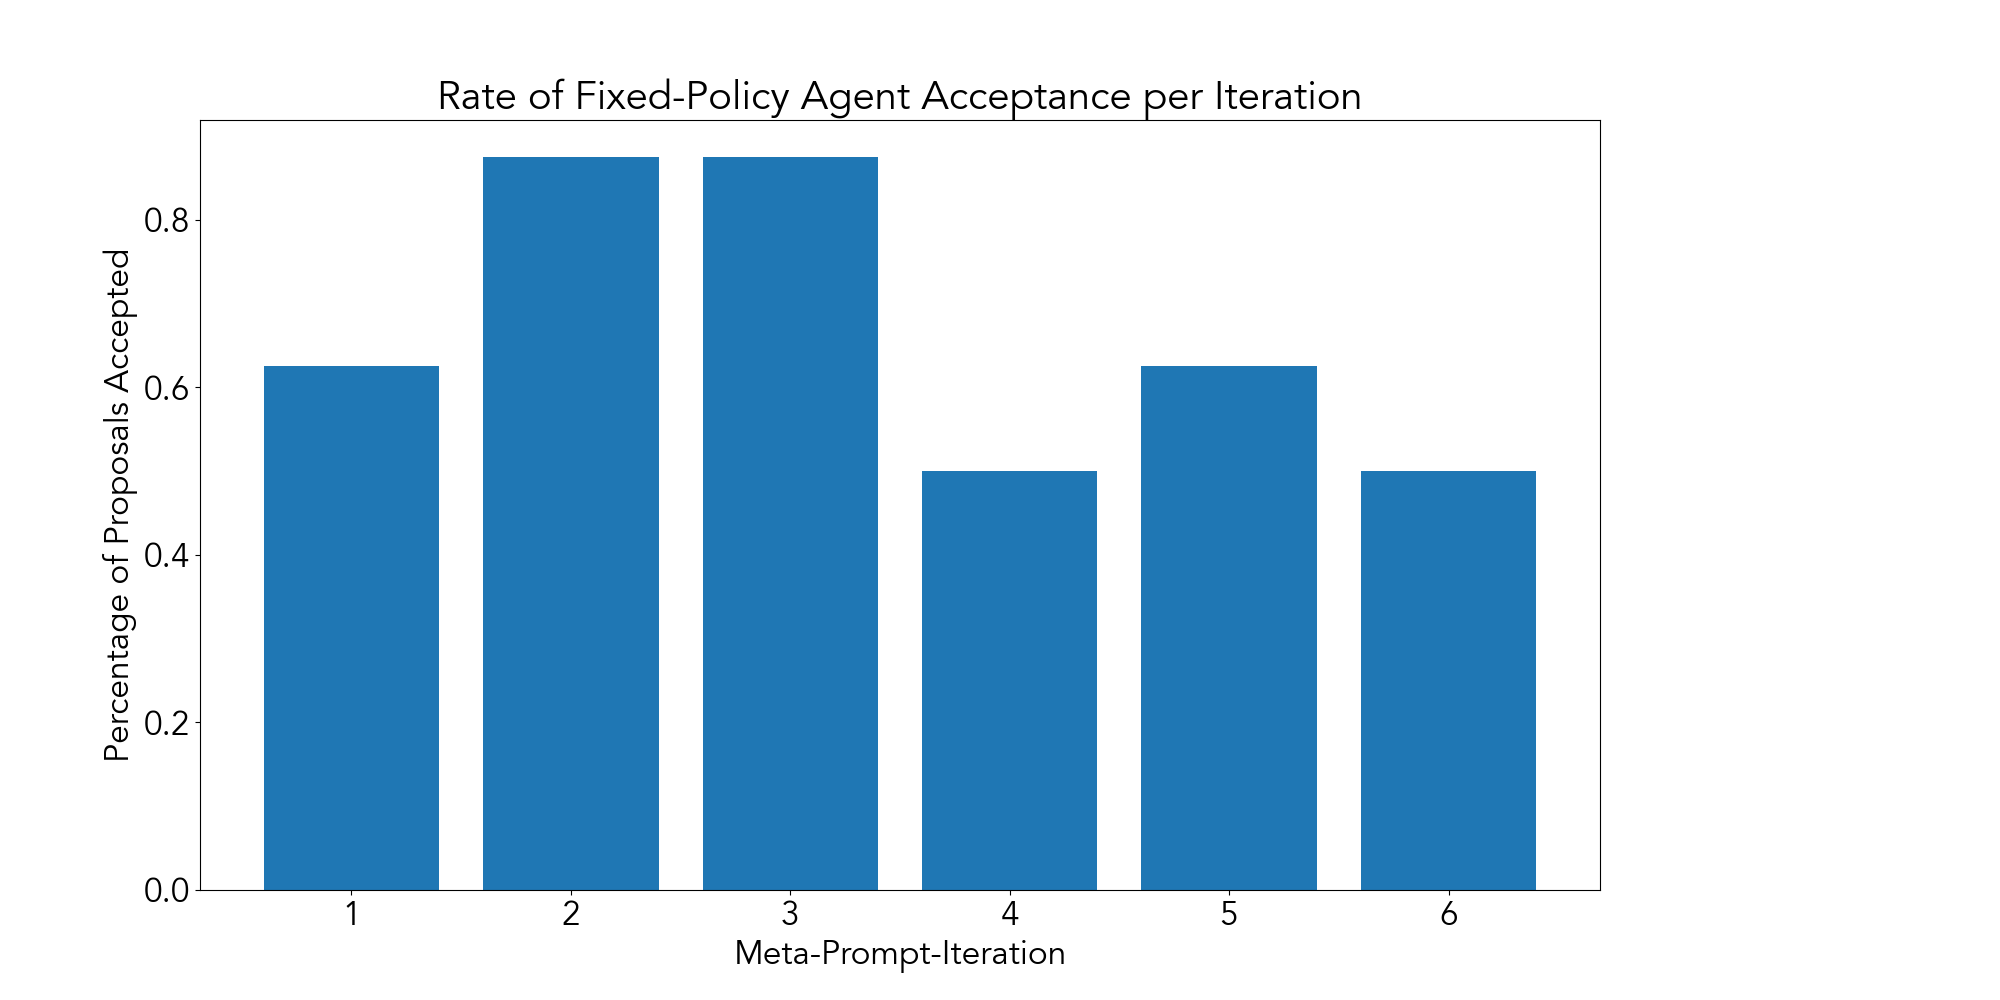 Rate of Fixed-Policy Agent Acceptance per Iteration
Percentage of Proposals Accepted
0.8
0.6
0.4
0.2
0.0
1 2 3 4 5 6
Meta-Prompt-Iteration